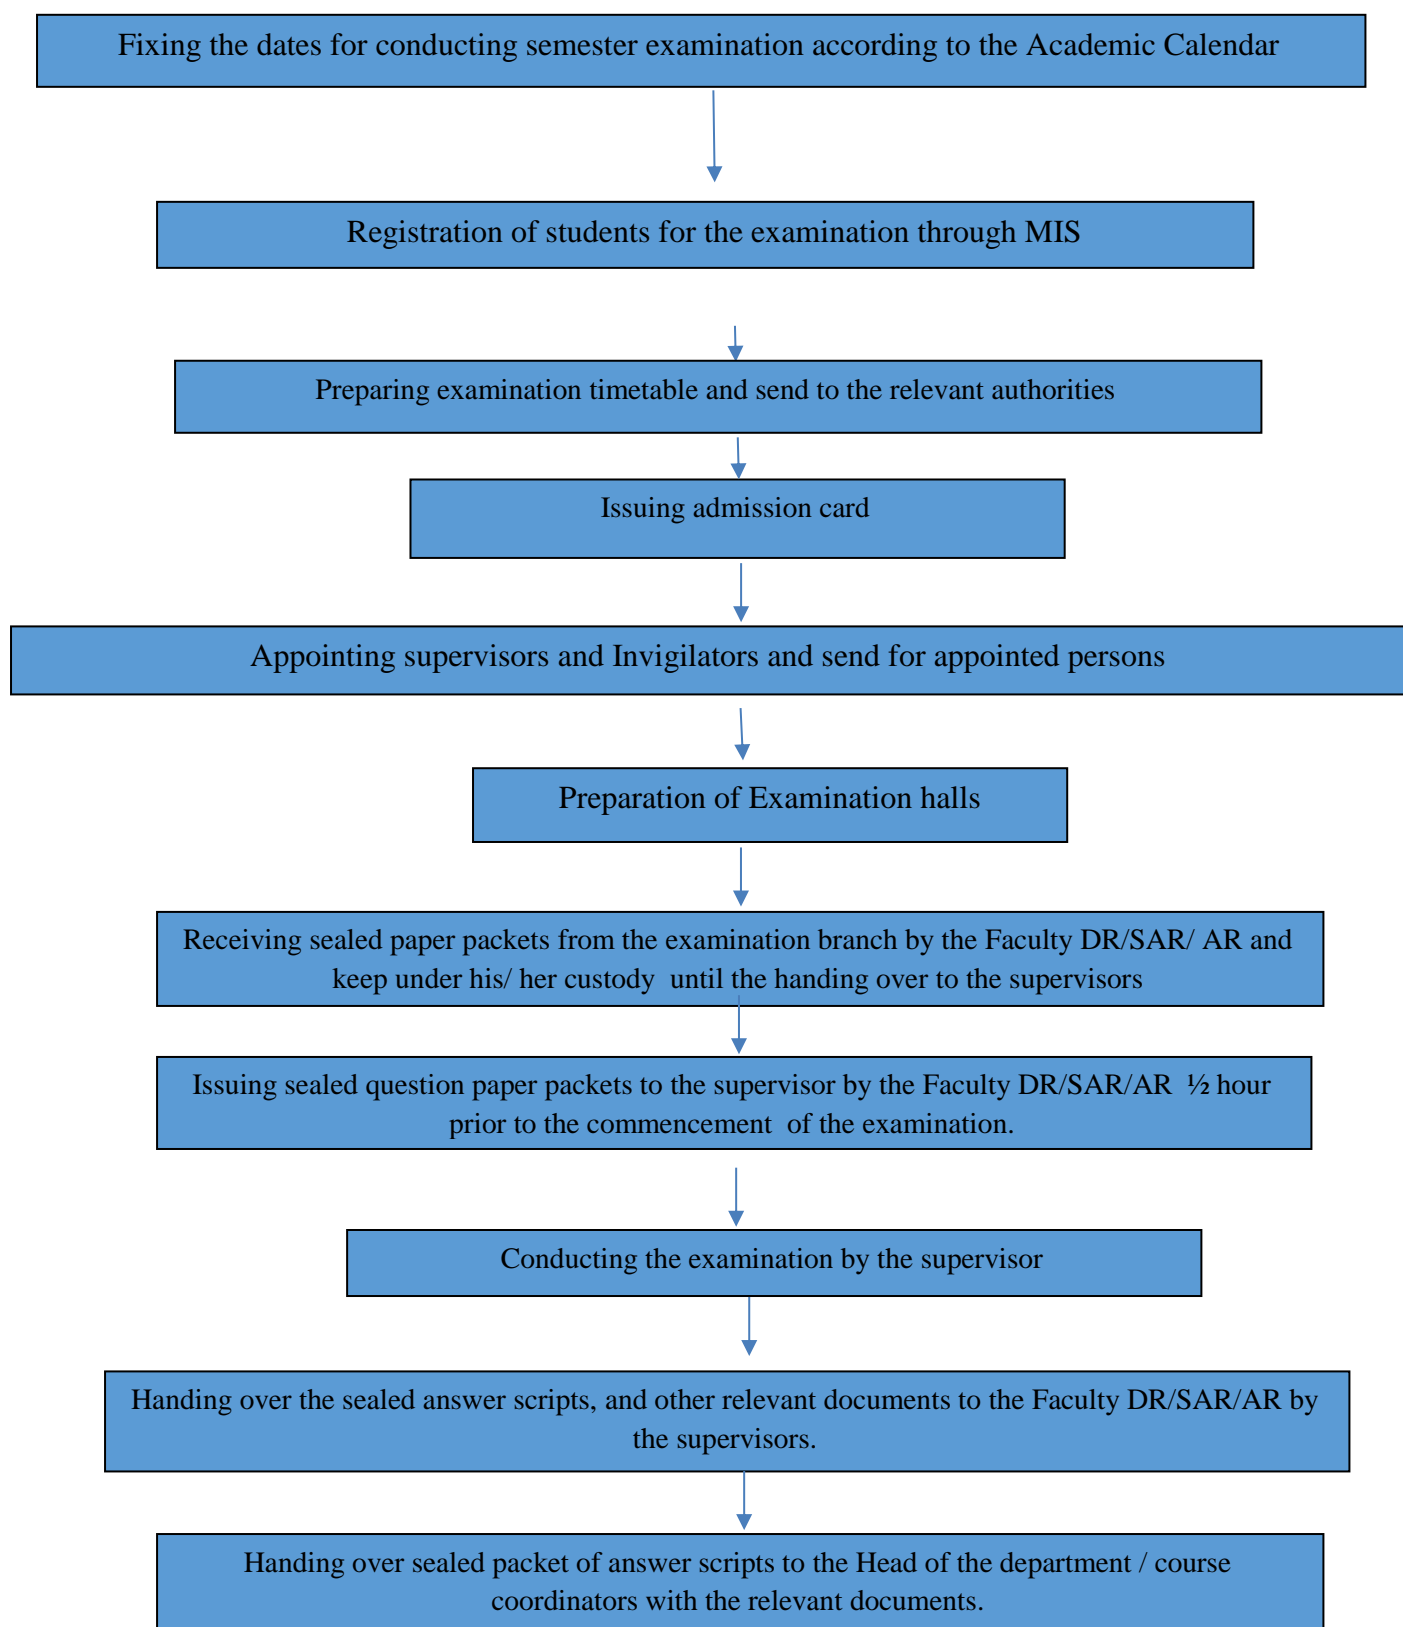 Fixing the dates for conducting semester examination according to the Academic Calendar
Registration of students for the examination through MIS
Preparing examination timetable and send to the relevant authorities
Issuing admission card
Appointing supervisors and Invigilators and send for appointed persons
Preparation of Examination halls
Receiving sealed paper packets from the examination branch by the Faculty DR/SAR/ AR and
keep under his/ her custody  until the handing over to the supervisors
Issuing sealed question paper packets to the supervisor by the Faculty DR/SAR/AR  ½ hour
prior to the commencement  of the examination.
Conducting the examination by the supervisor
Handing over the sealed answer scripts, and other relevant documents to the Faculty DR/SAR/AR by
the supervisors.
Handing over sealed packet of answer scripts to the Head of the department / course
coordinators with the relevant documents.